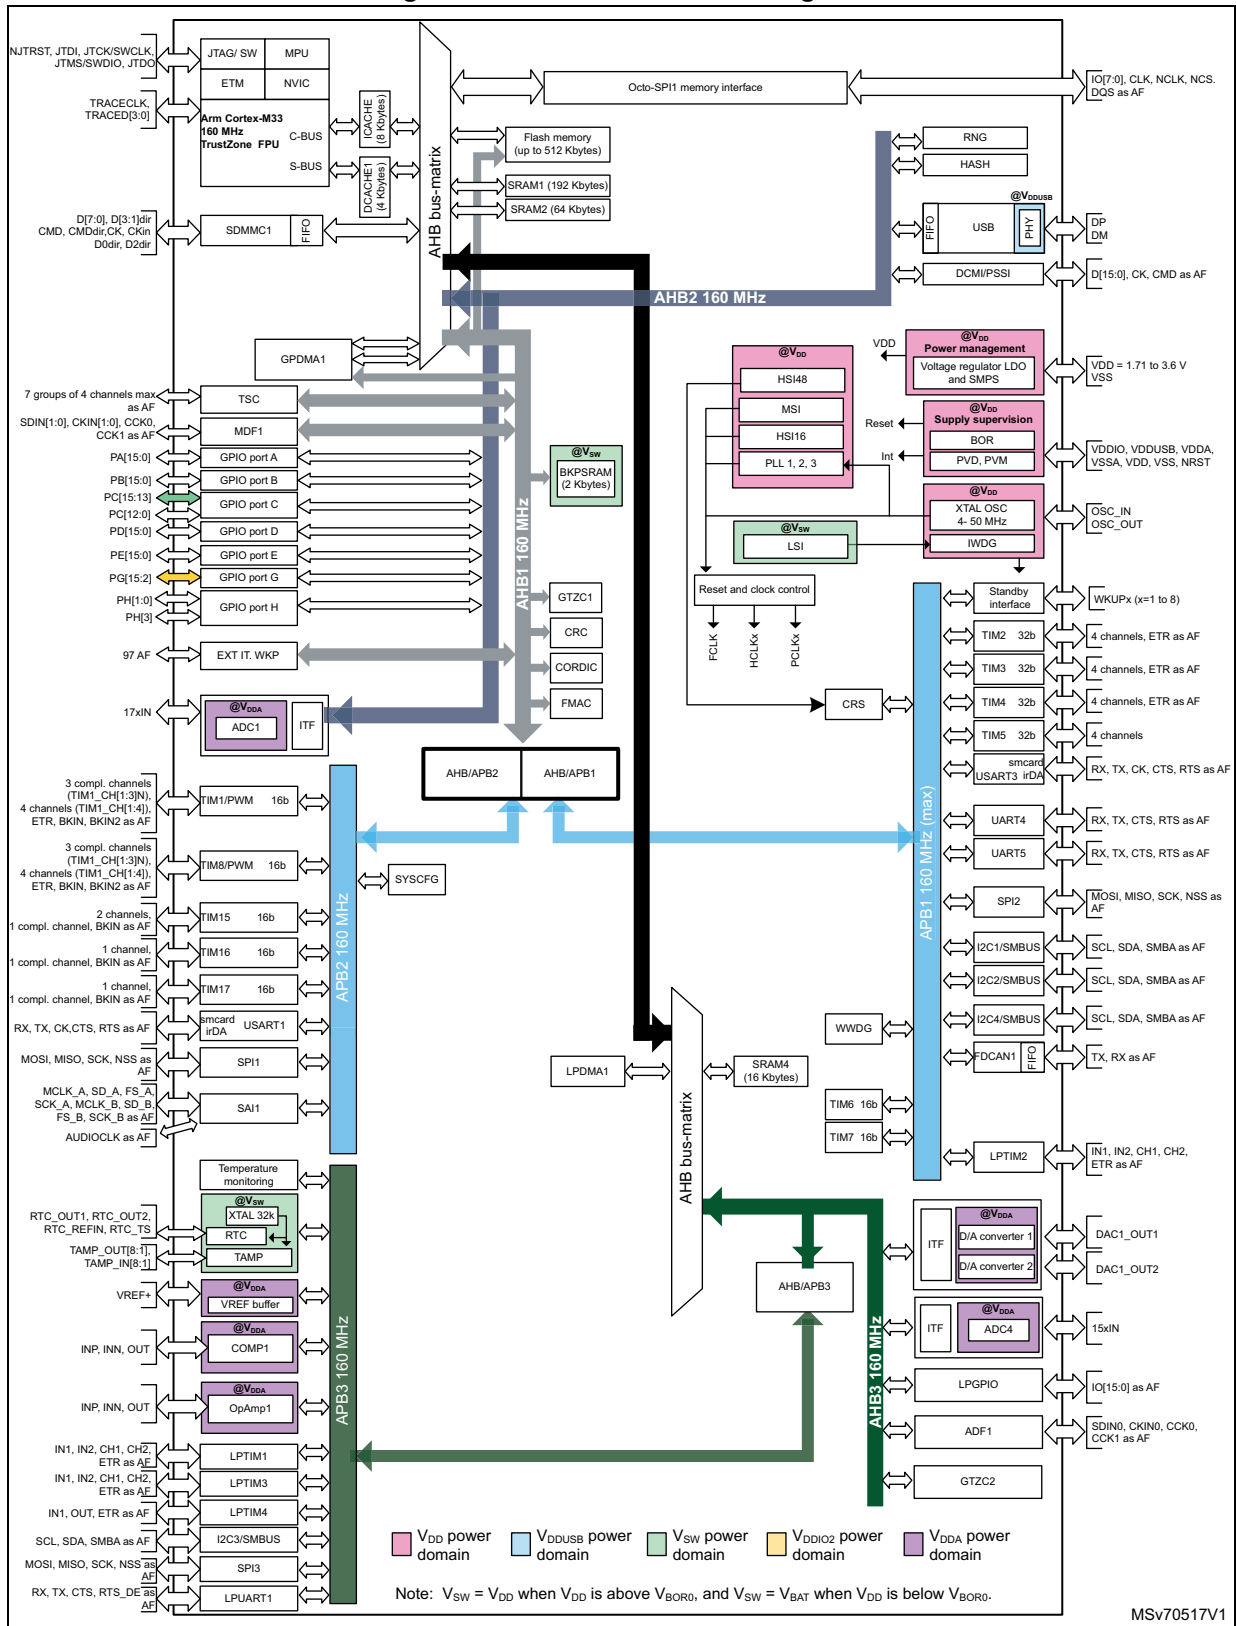 NJTRST, JTDI, JTCK/SWCLK,
JTMS/SWDIO, JTDO
JTAG/ SW
MPU
ETM
NVIC
TRACECLK,
TRACED[3:0]
Arm Cortex-M33
160 MHz
TrustZone FPU
C-BUS
S-BUS
ICACHE
(8 Kbytes)
DCACHE1
(4 Kbytes)
AHB bus-matrix
Octo-SPI1 memory interface
IO[7:0], CLK, NCLK, NCS.
DQS as AF
Flash memory
(up to 512 Kbytes)
SRAM1 (192 Kbytes)
SRAM2 (64 Kbytes)
RNG
HASH
@VDDUSB
FIFO
USB
PHY
DP
DM
DCMI/PSSI
D[15:0], CK, CMD as AF
AHB2 160 MHz
D[7:0], D[3:1]dir
CMD, CMDdir,CK, CKin
D0dir, D2dir
SDMMC1
FIFO
GPDMA1
7 groups of 4 channels max
as AF
TSC
SDIN[1:0], CKIN[1:0], CCK0,
CCK1 as AF
MDF1
PA[15:0]
GPIO port A
PB[15:0]
GPIO port B
PC[15:13]
PC[12:0]
GPIO port C
PD[15:0]
GPIO port D
PE[15:0]
GPIO port E
PG[15:2]
GPIO port G
PH[1:0]
PH[3]
GPIO port H
97 AF
EXT IT. WKP
17xIN
@VDDA
ADC1
ITF
AHB1 160 MHz
@VSW
BKPSRAM
(2 Kbytes)
GTZC1
CRC
CORDIC
FMAC
AHB/APB2
AHB/APB1
@VDD
HSI48
MSI
HSI16
PLL 1, 2, 3
@VSW
LSI
VDD
@VDD
Power management
Voltage regulator LDO
and SMPS
VDD = 1.71 to 3.6 V
VSS
Reset
Int
@VDD
Supply supervision
BOR
PVD, PVM
VDDIO, VDDUSB, VDDA,
VSSA, VDD, VSS, NRST
@VDD
XTAL OSC
4- 50 MHz
IWDG
OSC_IN
OSC_OUT
Reset and clock control
FCLK
HCLKx
PCLKx
CRS
Standby
interface
WKUPx (x=1 to 8)
TIM2 32b
4 channels, ETR as AF
TIM3 32b
4 channels, ETR as AF
TIM4 32b
4 channels, ETR as AF
TIM5 32b
4 channels
smcard
USART3 irDA
RX, TX, CK, CTS, RTS as AF
UART4
RX, TX, CTS, RTS as AF
UART5
RX, TX, CTS, RTS as AF
SPI2
MOSI, MISO, SCK, NSS as
AF
I2C1/SMBUS
SCL, SDA, SMBA as AF
I2C2/SMBUS
SCL, SDA, SMBA as AF
I2C4/SMBUS
SCL, SDA, SMBA as AF
FDCAN1
FIFO
TX, RX as AF
LPTIM2
IN1, IN2, CH1, CH2,
ETR as AF
APB1 160 MHz (max)
WWDG
TIM6 16b
TIM7 16b
3 compl. channels
(TIM1_CH[1:3]N),
4 channels (TIM1_CH[1:4]),
ETR, BKIN, BKIN2 as AF
TIM1/PWM 16b
3 compl. channels
(TIM1_CH[1:3]N),
4 channels (TIM1_CH[1:4]),
ETR, BKIN, BKIN2 as AF
TIM8/PWM 16b
2 channels,
1 compl. channel, BKIN as AF
TIM15 16b
1 channel,
1 compl. channel, BKIN as AF
TIM16 16b
1 channel,
1 compl. channel, BKIN as AF
TIM17 16b
RX, TX, CK,CTS, RTS as AF
smcard
irDA
USART1
MOSI, MISO, SCK, NSS as
AF
SPI1
MCLK_A, SD_A, FS_A,
SCK_A, MCLK_B, SD_B,
FS_B, SCK_B as AF
SAI1
AUDIOCLK as AF
APB2 160 MHz
SYSCFG
LPDMA1
AHB bus-matrix
SRAM4
(16 Kbytes)
Temperature
monitoring
@VSW
XTAL 32k
RTC
TAMP
RTC_OUT1, RTC_OUT2,
RTC_REFIN, RTC_TS
TAMP_OUT[8:1],
TAMP_IN[8:1]
VREF+
@VDDA
VREF buffer
INP, INN, OUT
@VDDA
COMP1
INP, INN, OUT
@VDDA
OpAmp1
IN1, IN2, CH1, CH2,
ETR as AF
LPTIM1
IN1, IN2, CH1, CH2,
ETR as AF
LPTIM3
IN1, OUT, ETR as AF
LPTIM4
SCL, SDA, SMBA as AF
I2C3/SMBUS
MOSI, MISO, SCK, NSS as
AF
SPI3
RX, TX, CTS, RTS_DE as
AF
LPUART1
APB3 160 MHz
AHB/APB3
AHB3 160 MHz
ITF
@VDDA
D/A converter 1
D/A converter 2
DAC1_OUT1
DAC1_OUT2
ITF
@VDDA
ADC4
15xIN
LPGPIO
IO[15:0] as AF
ADF1
SDIN0, CKIN0, CCK0,
CCK1 as AF
GTZC2
VDD power
domain
VDDUSB power
domain
VSW power
domain
VDDIO2 power
domain
VDDA power
domain
Note: VSW = VDD when VDD is above VBOR0, and VSW = VBAT when VDD is below VBOR0.
MSv70517V1